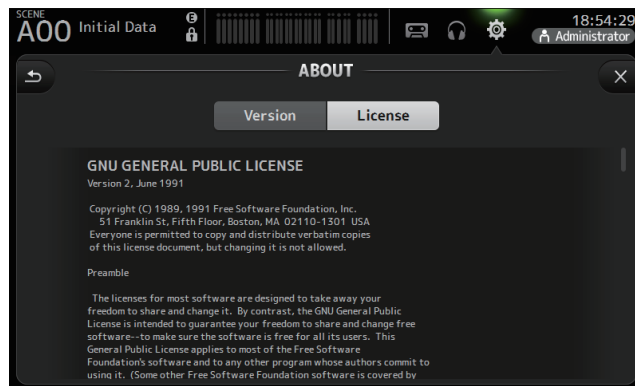 SCENE
A00 Initial Data
E
18:54:29
Administrator
ABOUT
Version
License
GNU GENERAL PUBLIC LICENSE
Version 2, June 1991
Copyright (C) 1989, 1991 Free Software Foundation, Inc.
51 Franklin St, Fifth Floor, Boston, MA 02110-1301 USA
Everyone is permitted to copy and distribute verbatim copies
of this license document, but changing it is not allowed.
Preamble
The licenses for most software are designed to take away your
freedom to share and change it. By contrast, the GNU General Public
License is intended to guarantee your freedom to share and change free
software--to make sure the software is free for all its users. This
General Public License applies to most of the Free Software
Foundation's software and to any other program whose authors commit to
using it. (Some other Free Software Foundation software is covered by